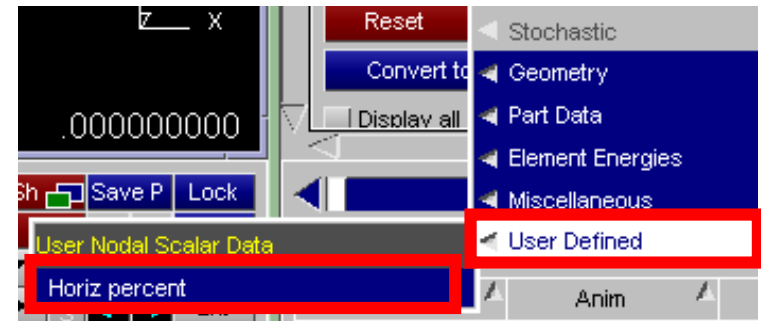 Z X
Reset
Stochastic
Convert to
Geometry
.000000000
Display all
Part Data
Element Energies
Sh Save P Lock
Miscellaneous
User Nodal Scalar Data
User Defined
Horiz percent
Anim